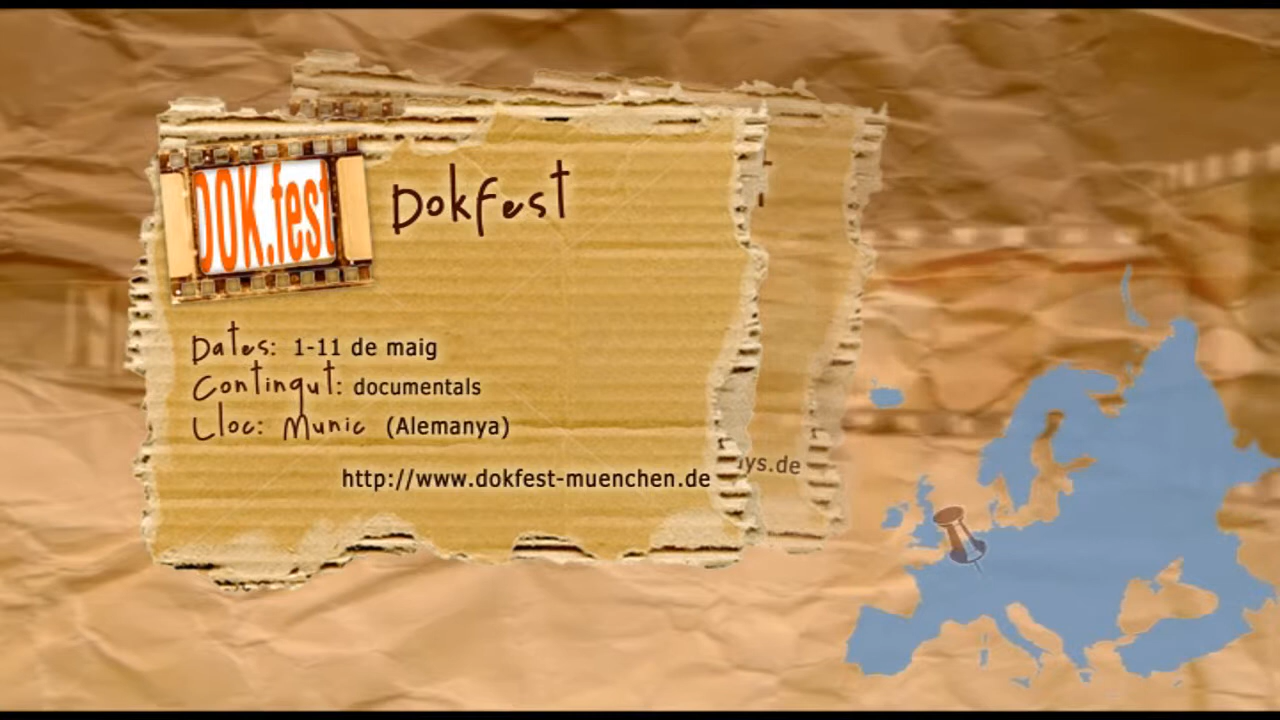 DOK.fest
Dokfest
Dates: 1-11 de maig
Contingut: documentals
Lloc: Munic (Alemanya)
ys.de
http://www.dokfest-muenchen.de